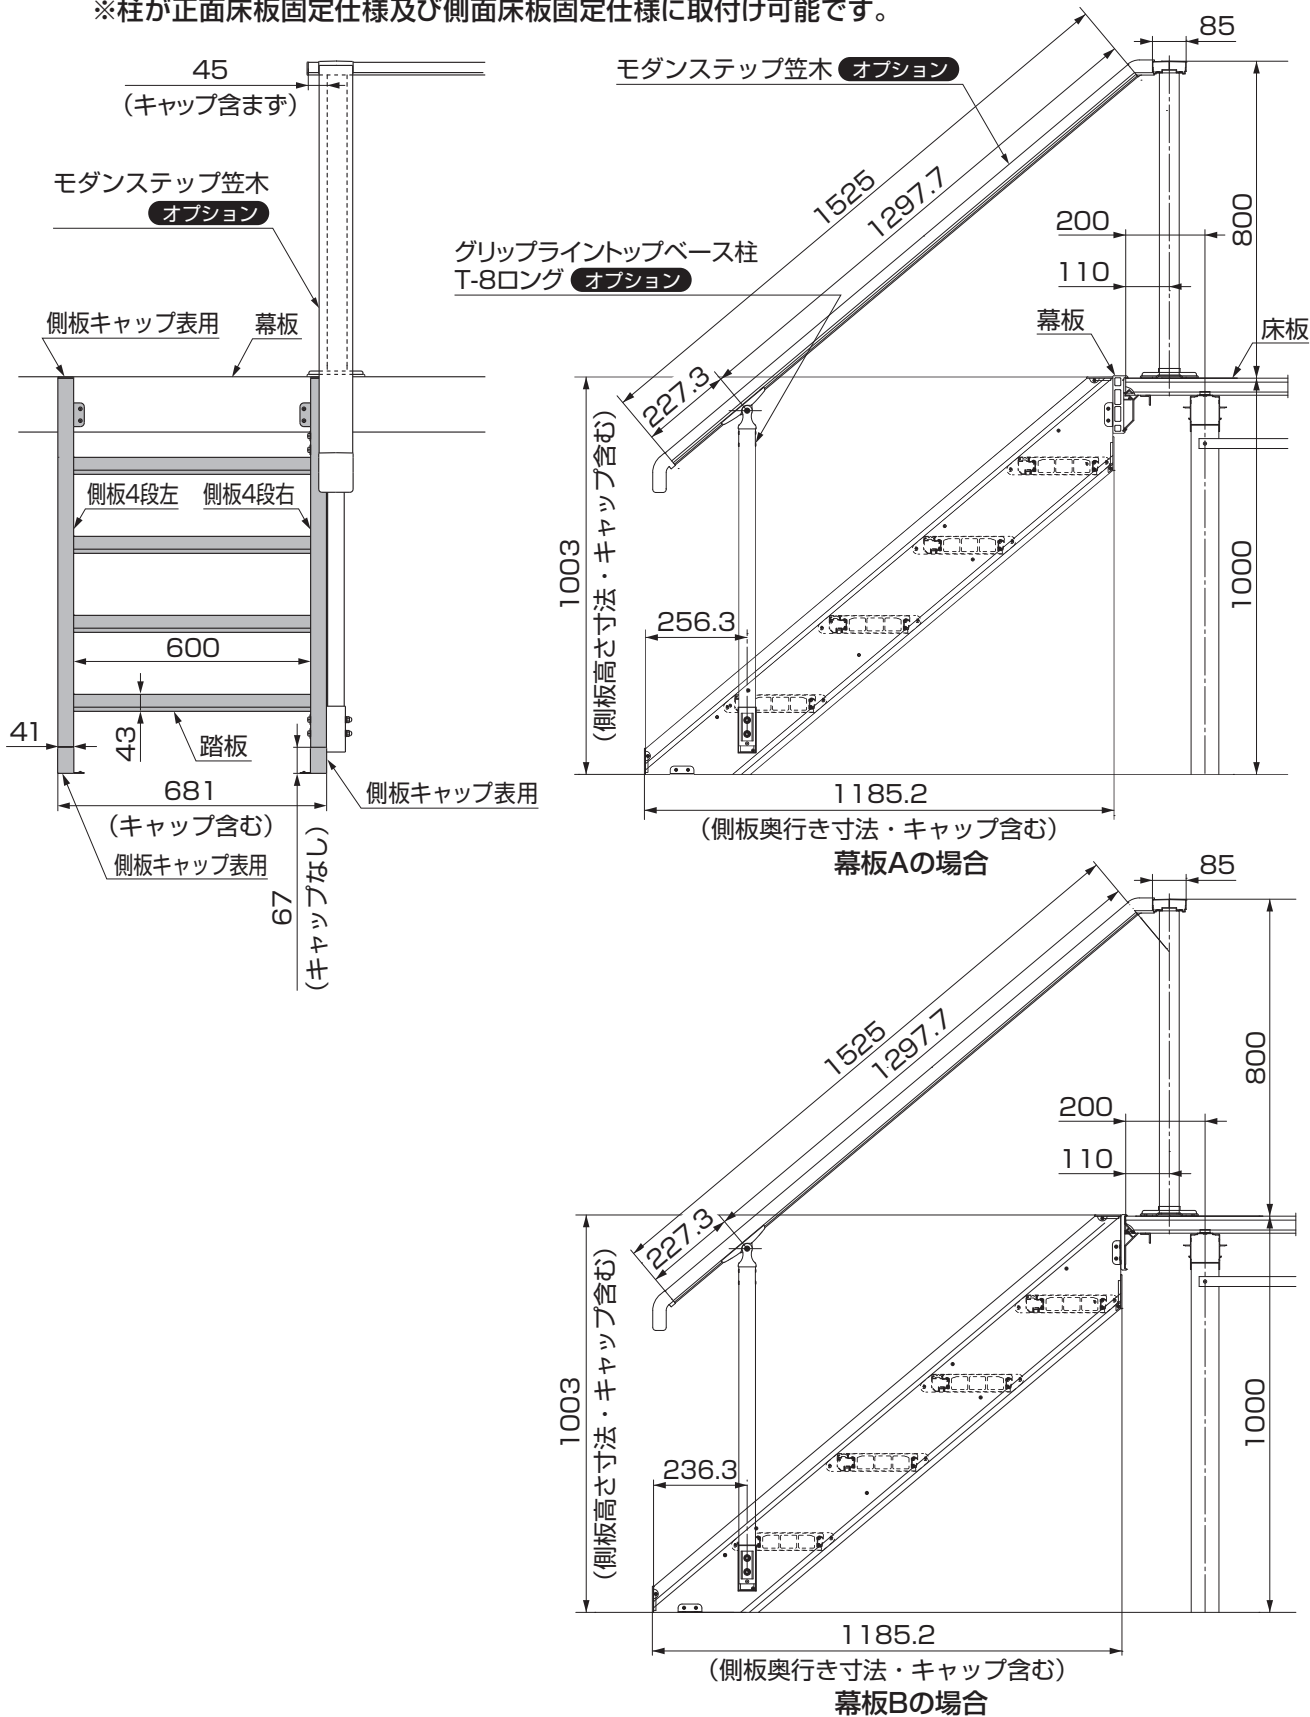 ※柱が正面床板固定仕様及び側面床板固定仕様に取付け可能です。
45
（キャップ含まず）
モダンステップ笠木
オプション
側板キャップ表用
幕板
側板4段左
側板4段右
600
41
43
踏板
681
（キャップ含む）
側板キャップ表用
側板キャップ表用
67
（キャップなし）
モダンステップ笠木 オプション
85
1525
1297.7
800
200
110
グリップライントップベース柱
T-8ロング オプション
幕板
床板
227.3
1003
（側板高さ寸法・キャップ含む）
256.3
1000
1185.2
（側板奥行き寸法・キャップ含む）
幕板Aの場合
85
1525
1297.7
800
200
110
227.3
1003
（側板高さ寸法・キャップ含む）
236.3
1000
1185.2
（側板奥行き寸法・キャップ含む）
幕板Bの場合